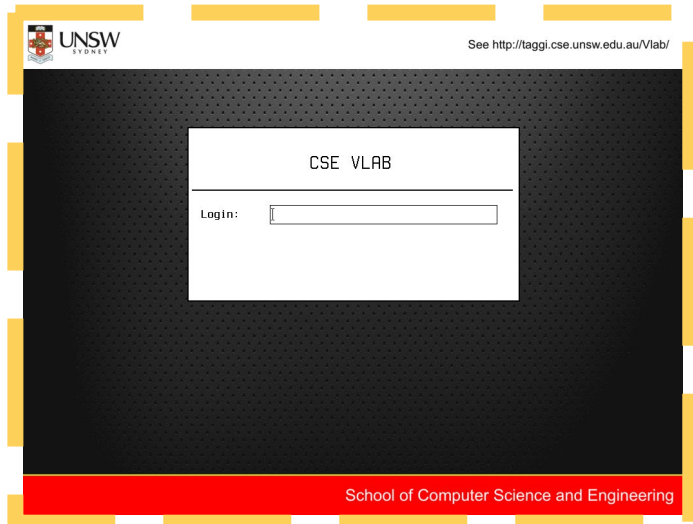 UNSW
SYDNEY
See http://taggi.cse.unsw.edu.au/Vlab/
CSE VLAB
Login:
School of Computer Science and Engineering